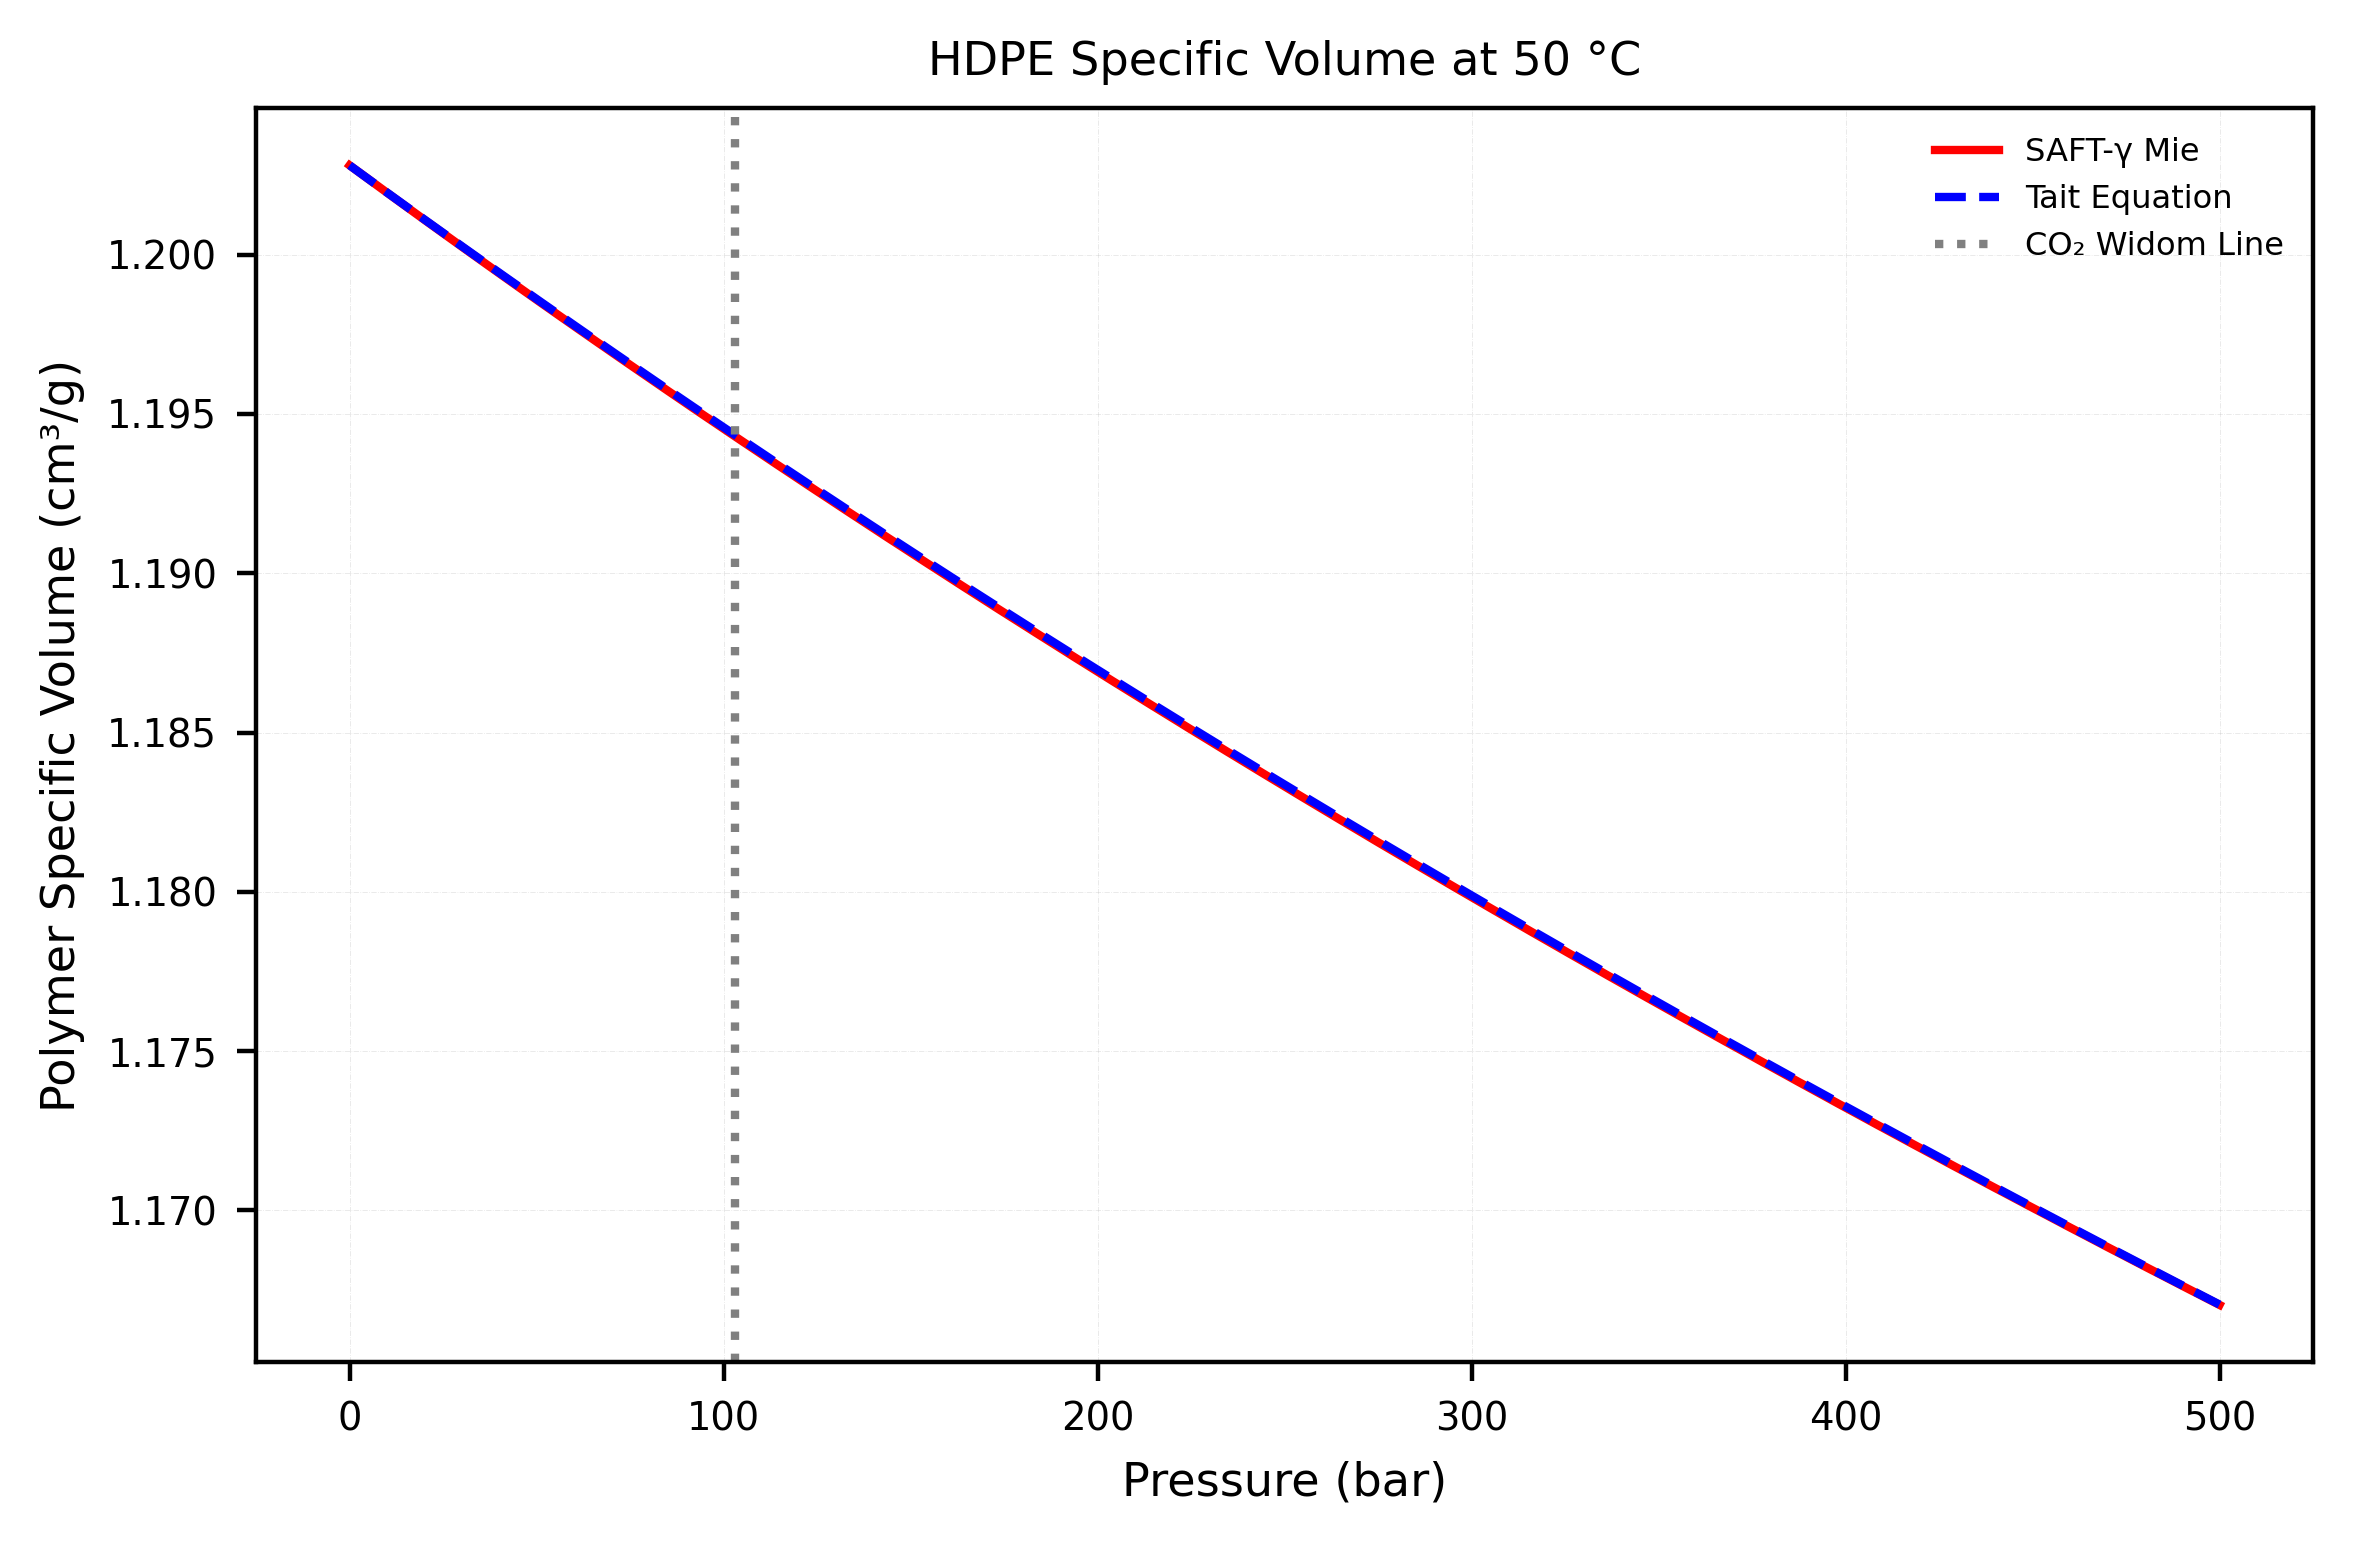 HDPE Specific Volume at 50 °C
SAFT-γ Mie
Tait Equation
CO₂ Widom Line
Polymer Specific Volume (cm³/g)
1.200
1.195
1.190
1.185
1.180
1.175
1.170
0 100 200 300 400 500
Pressure (bar)